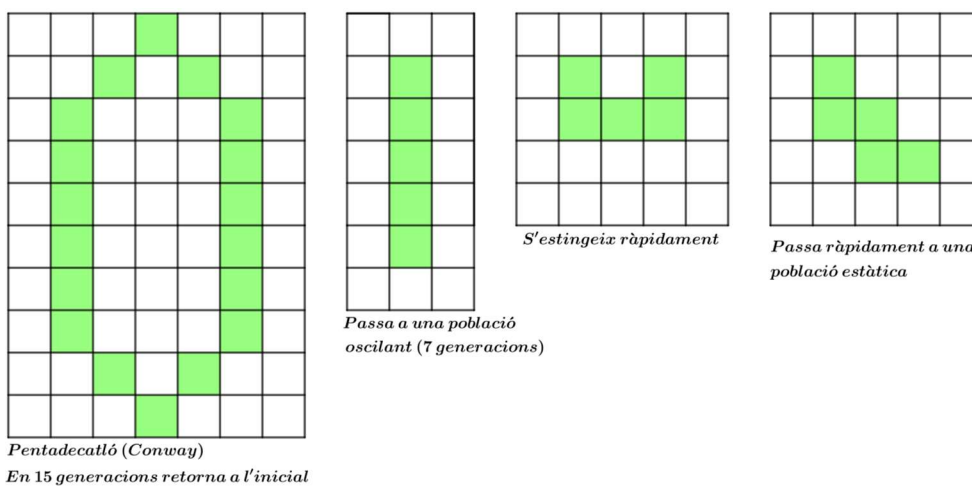 S'estingeix ràpidament
Passa ràpidament a una
població estàtica
Passa a una població
oscilant (7 generacions)
Pentadecatló (Conway)
En 15 generacions retorna a l'inicial